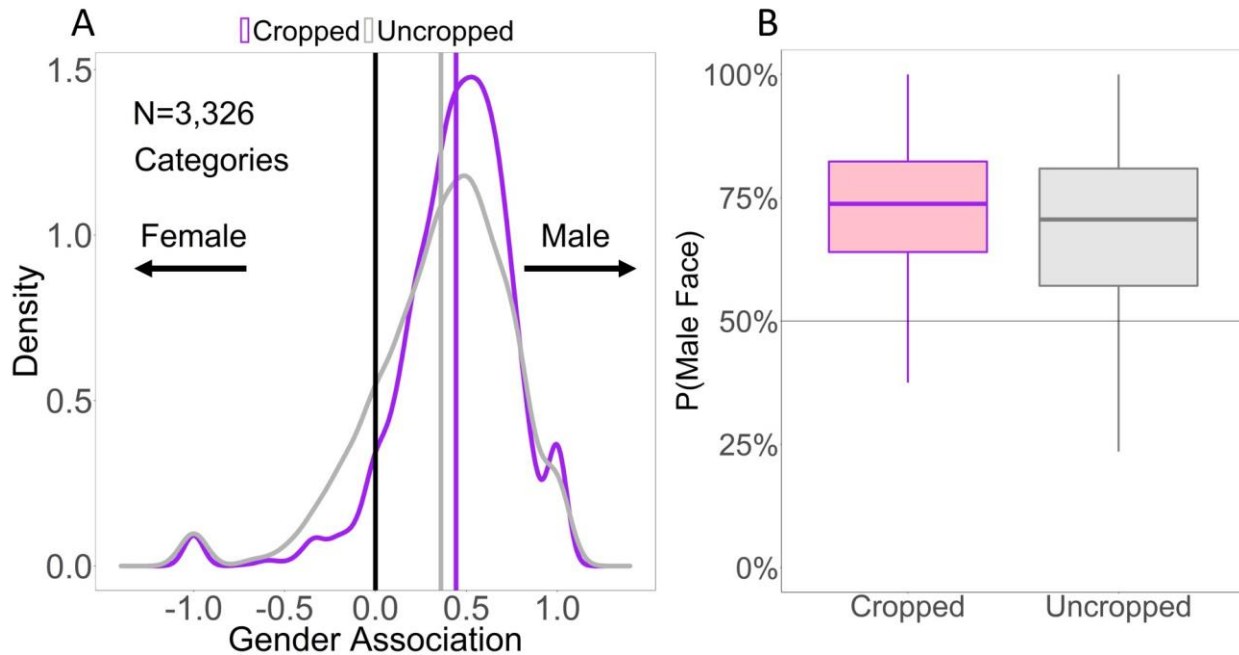 A
Cropped Uncropped
N=3,326
Categories
Female
Male
Density
1.5
1.0
0.5
0.0
-1.0 -0.5 0.0 0.5 1.0
Gender Association
B
P(Male Face)
100%
75%
50%
25%
0%
Cropped Uncropped